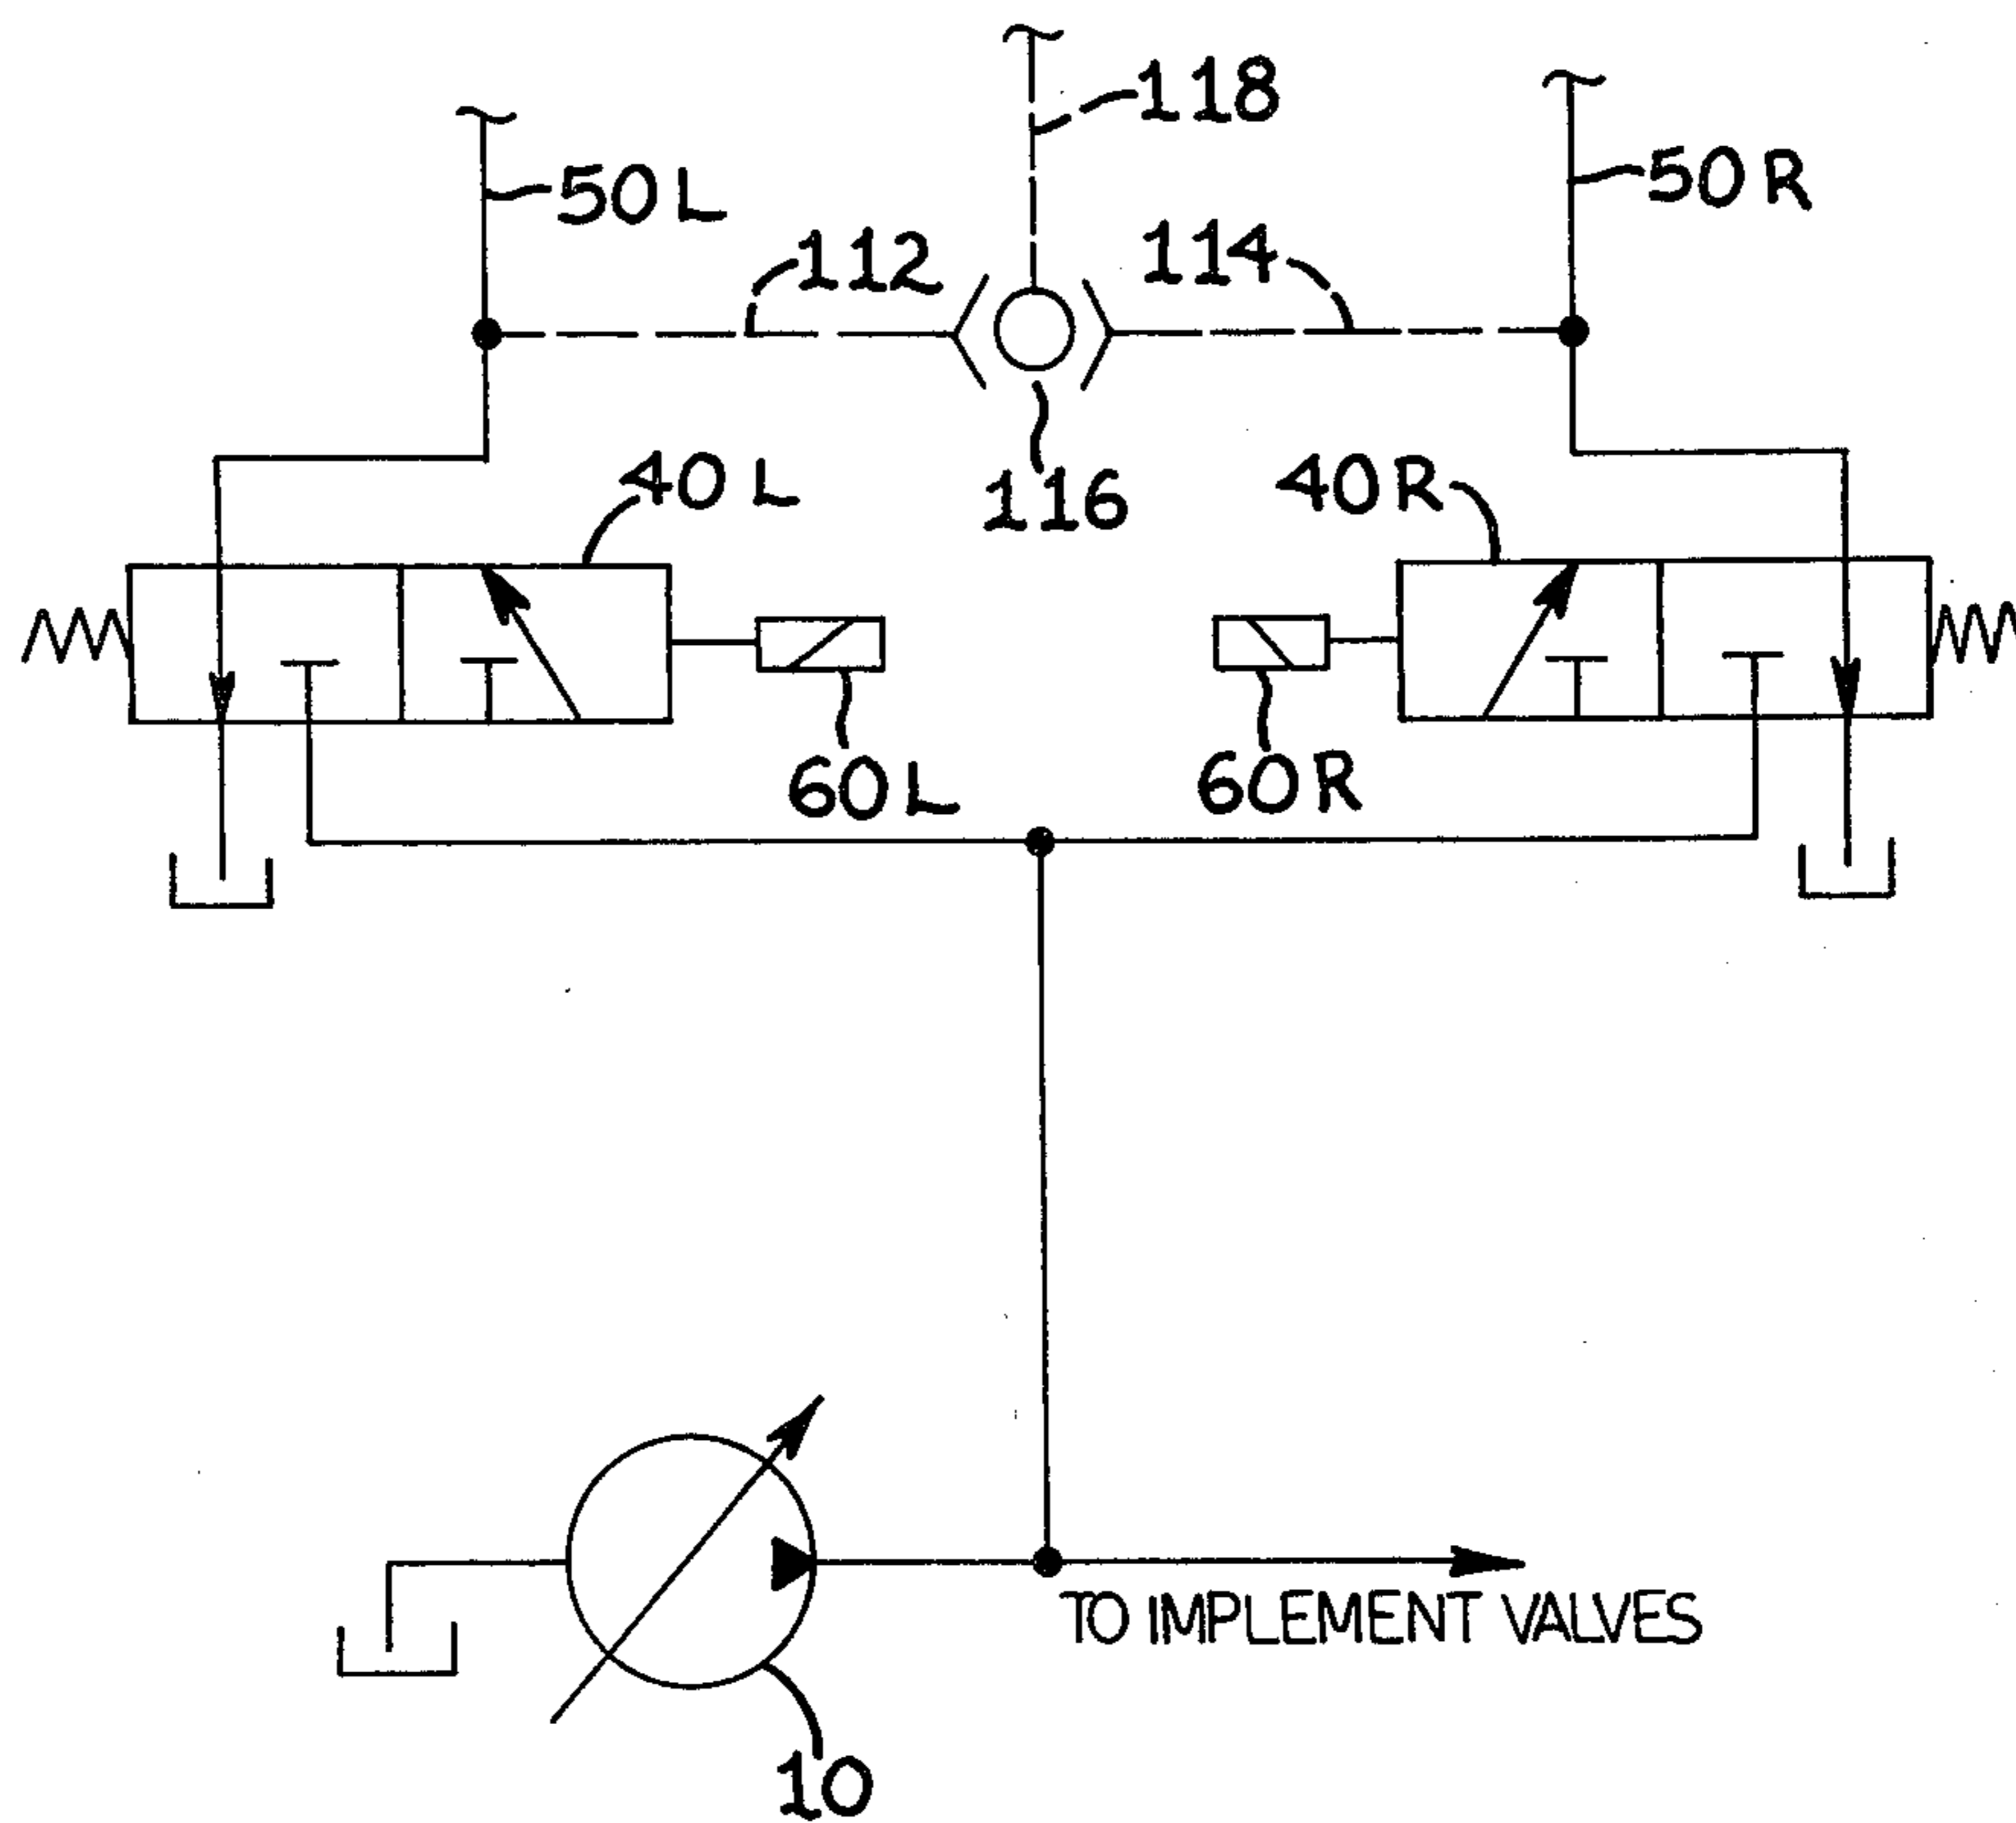 118
50L
50R
112
114
40L
116
40R
60L
60R
TO IMPLEMENT VALVES
10